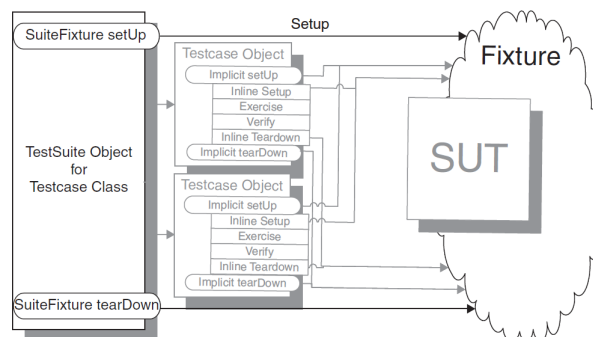 Setup
SuiteFixture setUp
Fixture
Testcase Object
Implicit setUp
Inline Setup
Exercise
Verify
Inline Teardown
Implicit tearDown
TestSuite Object
for
Testcase Class
SUT
Testcase Object
Implicit setUp
Inline Setup
Exercise
Verify
Inline Teardown
Implicit tearDown
SuiteFixture tearDown